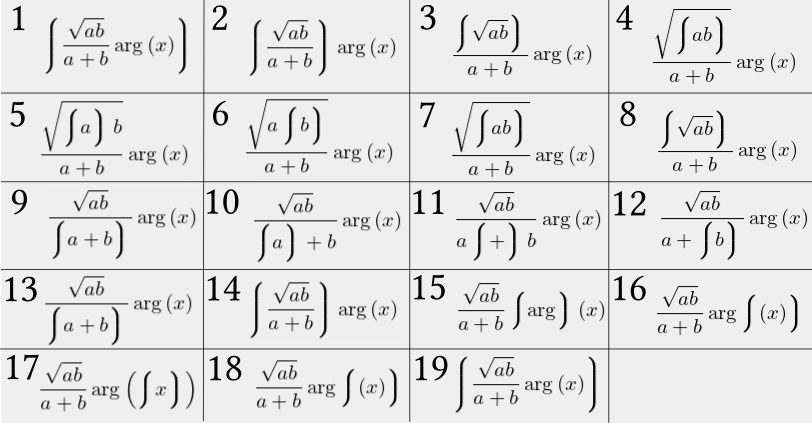 1 ⎰ √(ab)/(a + b) arg (x) )
2 ⎰ √(ab)/(a + b) ) arg (x)
3 (⎰ √(ab) ))/(a + b) arg (x)
4 √(⎰ ab ))/(a + b) arg (x)
5 √(⎰ a ) b)/(a + b) arg (x)
6 √(a ⎰ b ))/(a + b) arg (x)
7 √(⎰ ab ))/(a + b) arg (x)
8 (⎰ √(ab) ))/(a + b) arg (x)
9 √(ab)/(⎰ a + b )) arg (x)
10 √(ab)/(⎰ a ) + b) arg (x)
11 √(ab)/(a ⎰ + ) b) arg (x)
12 √(ab)/(a + ⎰ b )) arg (x)
13 √(ab)/(⎰ a + b )) arg (x)
14 ⎰ √(ab)/(a + b) ) arg (x)
15 √(ab)/(a + b) ⎰ arg ) (x)
16 √(ab)/(a + b) arg ⎰ (x) )
17 √(ab)/(a + b) arg ( ⎰ x ) )
18 √(ab)/(a + b) arg ⎰ (x) )
19 ⎰ √(ab)/(a + b) arg (x) )